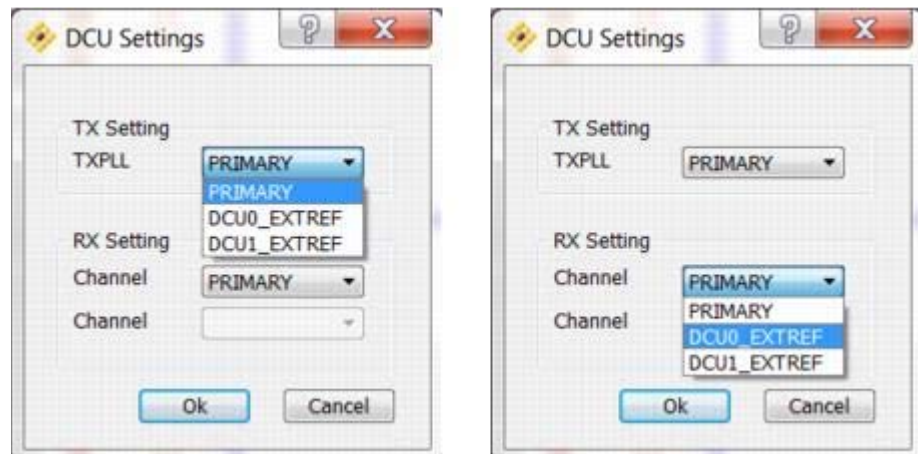 DCU Settings
TX Setting
TXPLL PRIMARY
PRIMARY
DCU0_EXTREF
DCU1_EXTREF
RX Setting
Channel PRIMARY
Channel
Ok Cancel
DCU Settings
TX Setting
TXPLL PRIMARY
RX Setting
Channel PRIMARY
PRIMARY
Channel DCU0_EXTREF
DCU1_EXTREF
Ok Cancel